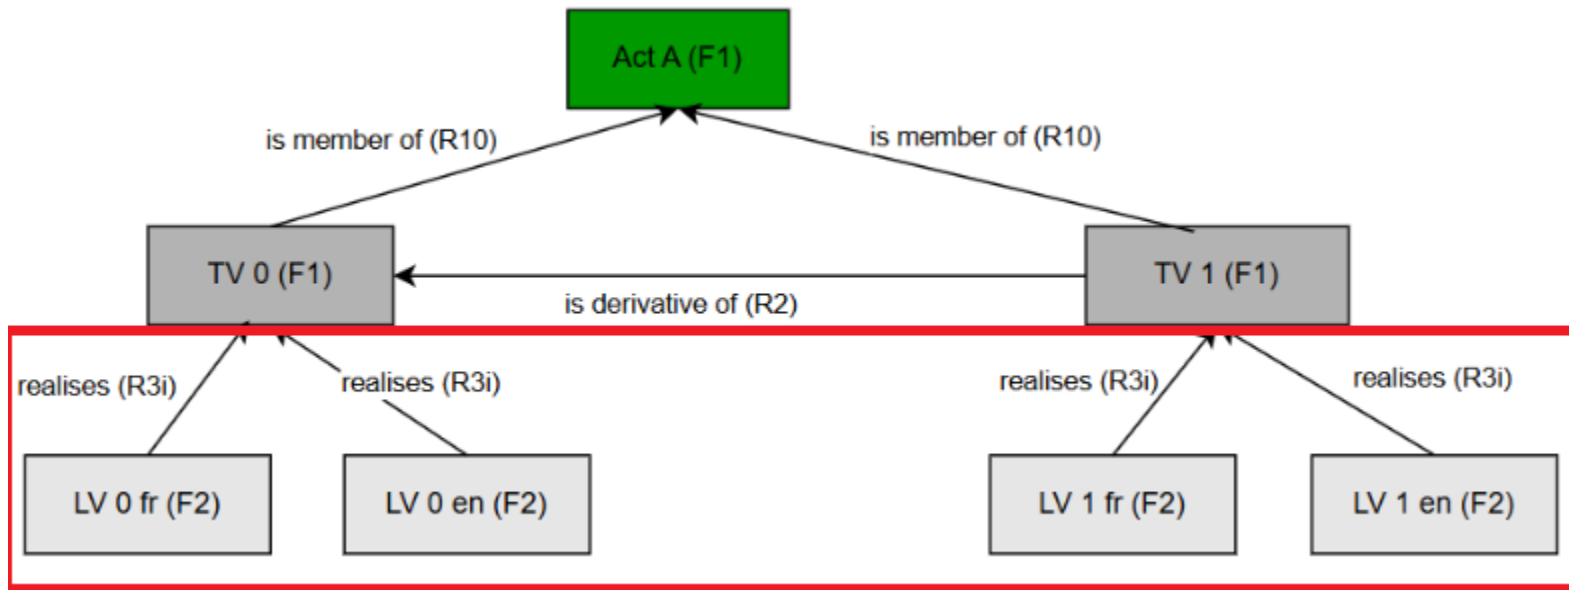 Act A (F1)
is member of (R10)
is member of (R10)
TV 0 (F1)
TV 1 (F1)
is derivative of (R2)
realises (R3i)
realises (R3i)
realises (R3i)
realises (R3i)
LV 0 fr (F2)
LV 0 en (F2)
LV 1 fr (F2)
LV 1 en (F2)